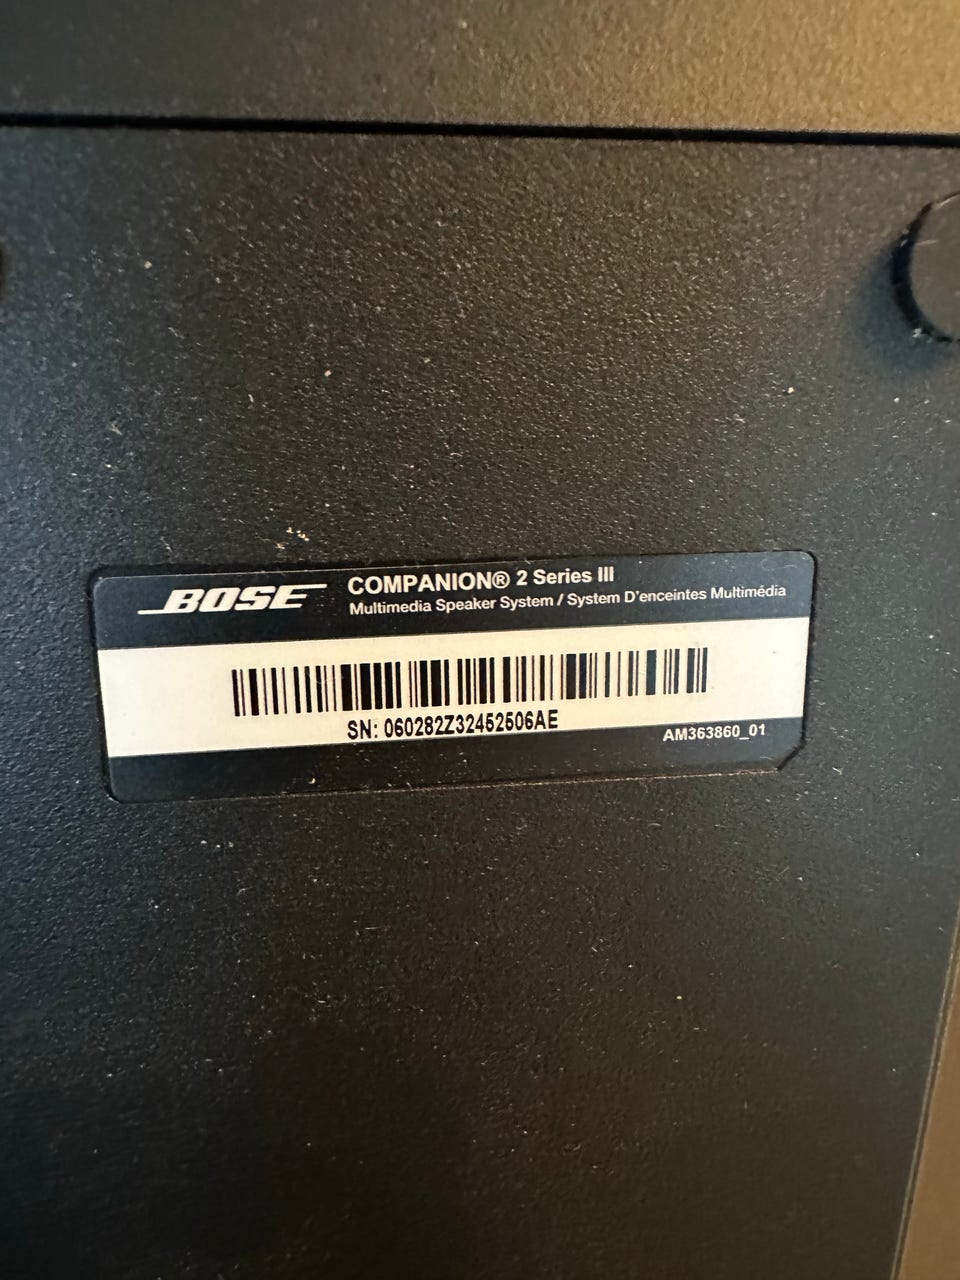 BOSE
COMPANION® 2 Series III
Multimedia Speaker System / System D'enceintes Multimédia
SN: 060282Z32452506AE
AM363860_01